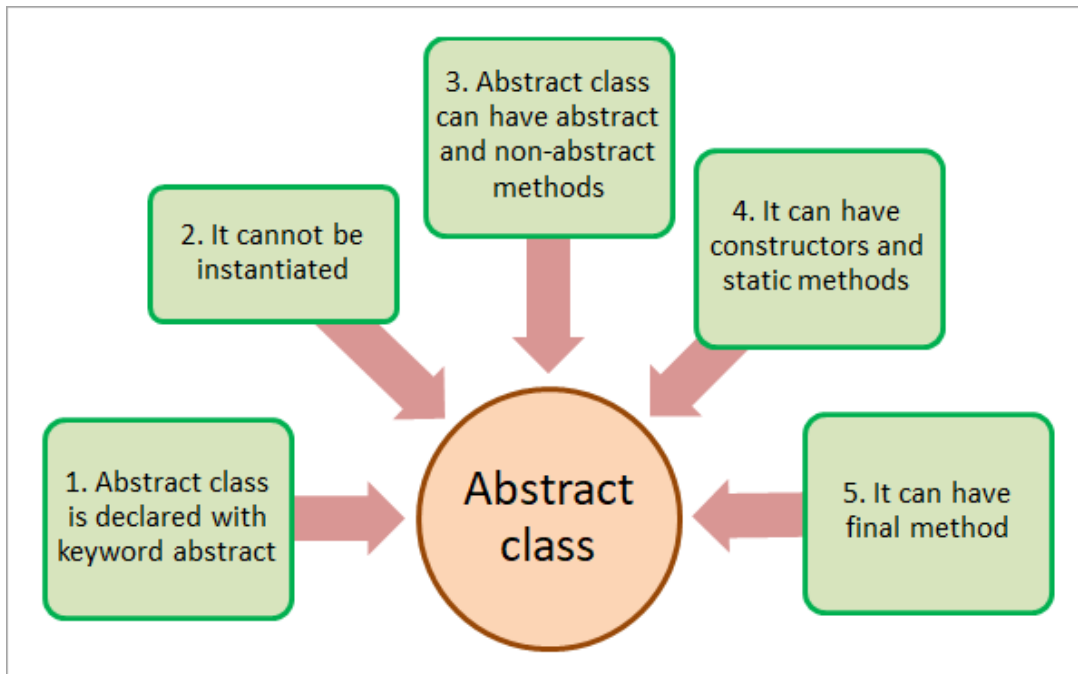 1. Abstract class
is declared with
keyword abstract
2. It cannot be
instantiated
3. Abstract class
can have abstract
and non-abstract
methods
4. It can have
constructors and
static methods
5. It can have
final method
Abstract
class